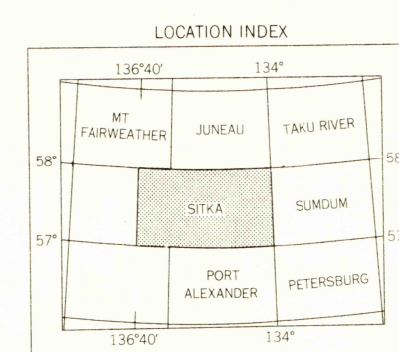 LOCATION INDEX
136°40′ 134°
MT
FAIRWEATHER JUNEAU TAKU RIVER
58° 58
SITKA SUMDUM
57° 57
PORT
ALEXANDER PETERSBURG
136°40′ 134°